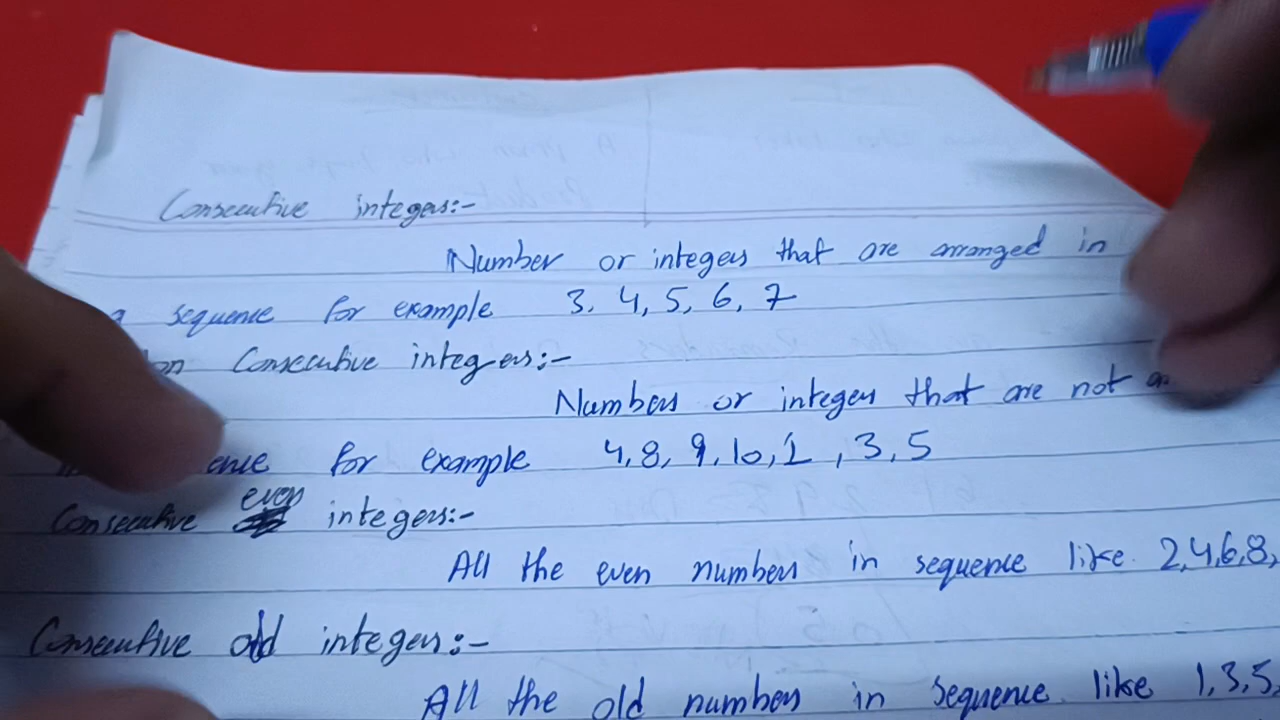 Consecutive integers:-
Number or integers that are arranged in
a sequence for example 3, 4, 5, 6, 7
Consecutive integers:-
Numbers or integers that are not
for example 4, 8, 9, 10, 1, 3, 5
Consecutive even integers:-
All the even numbers in sequence like 2,4,6,8,
Consecutive old integers:-
All the old numbers in sequence like 1,3,5,